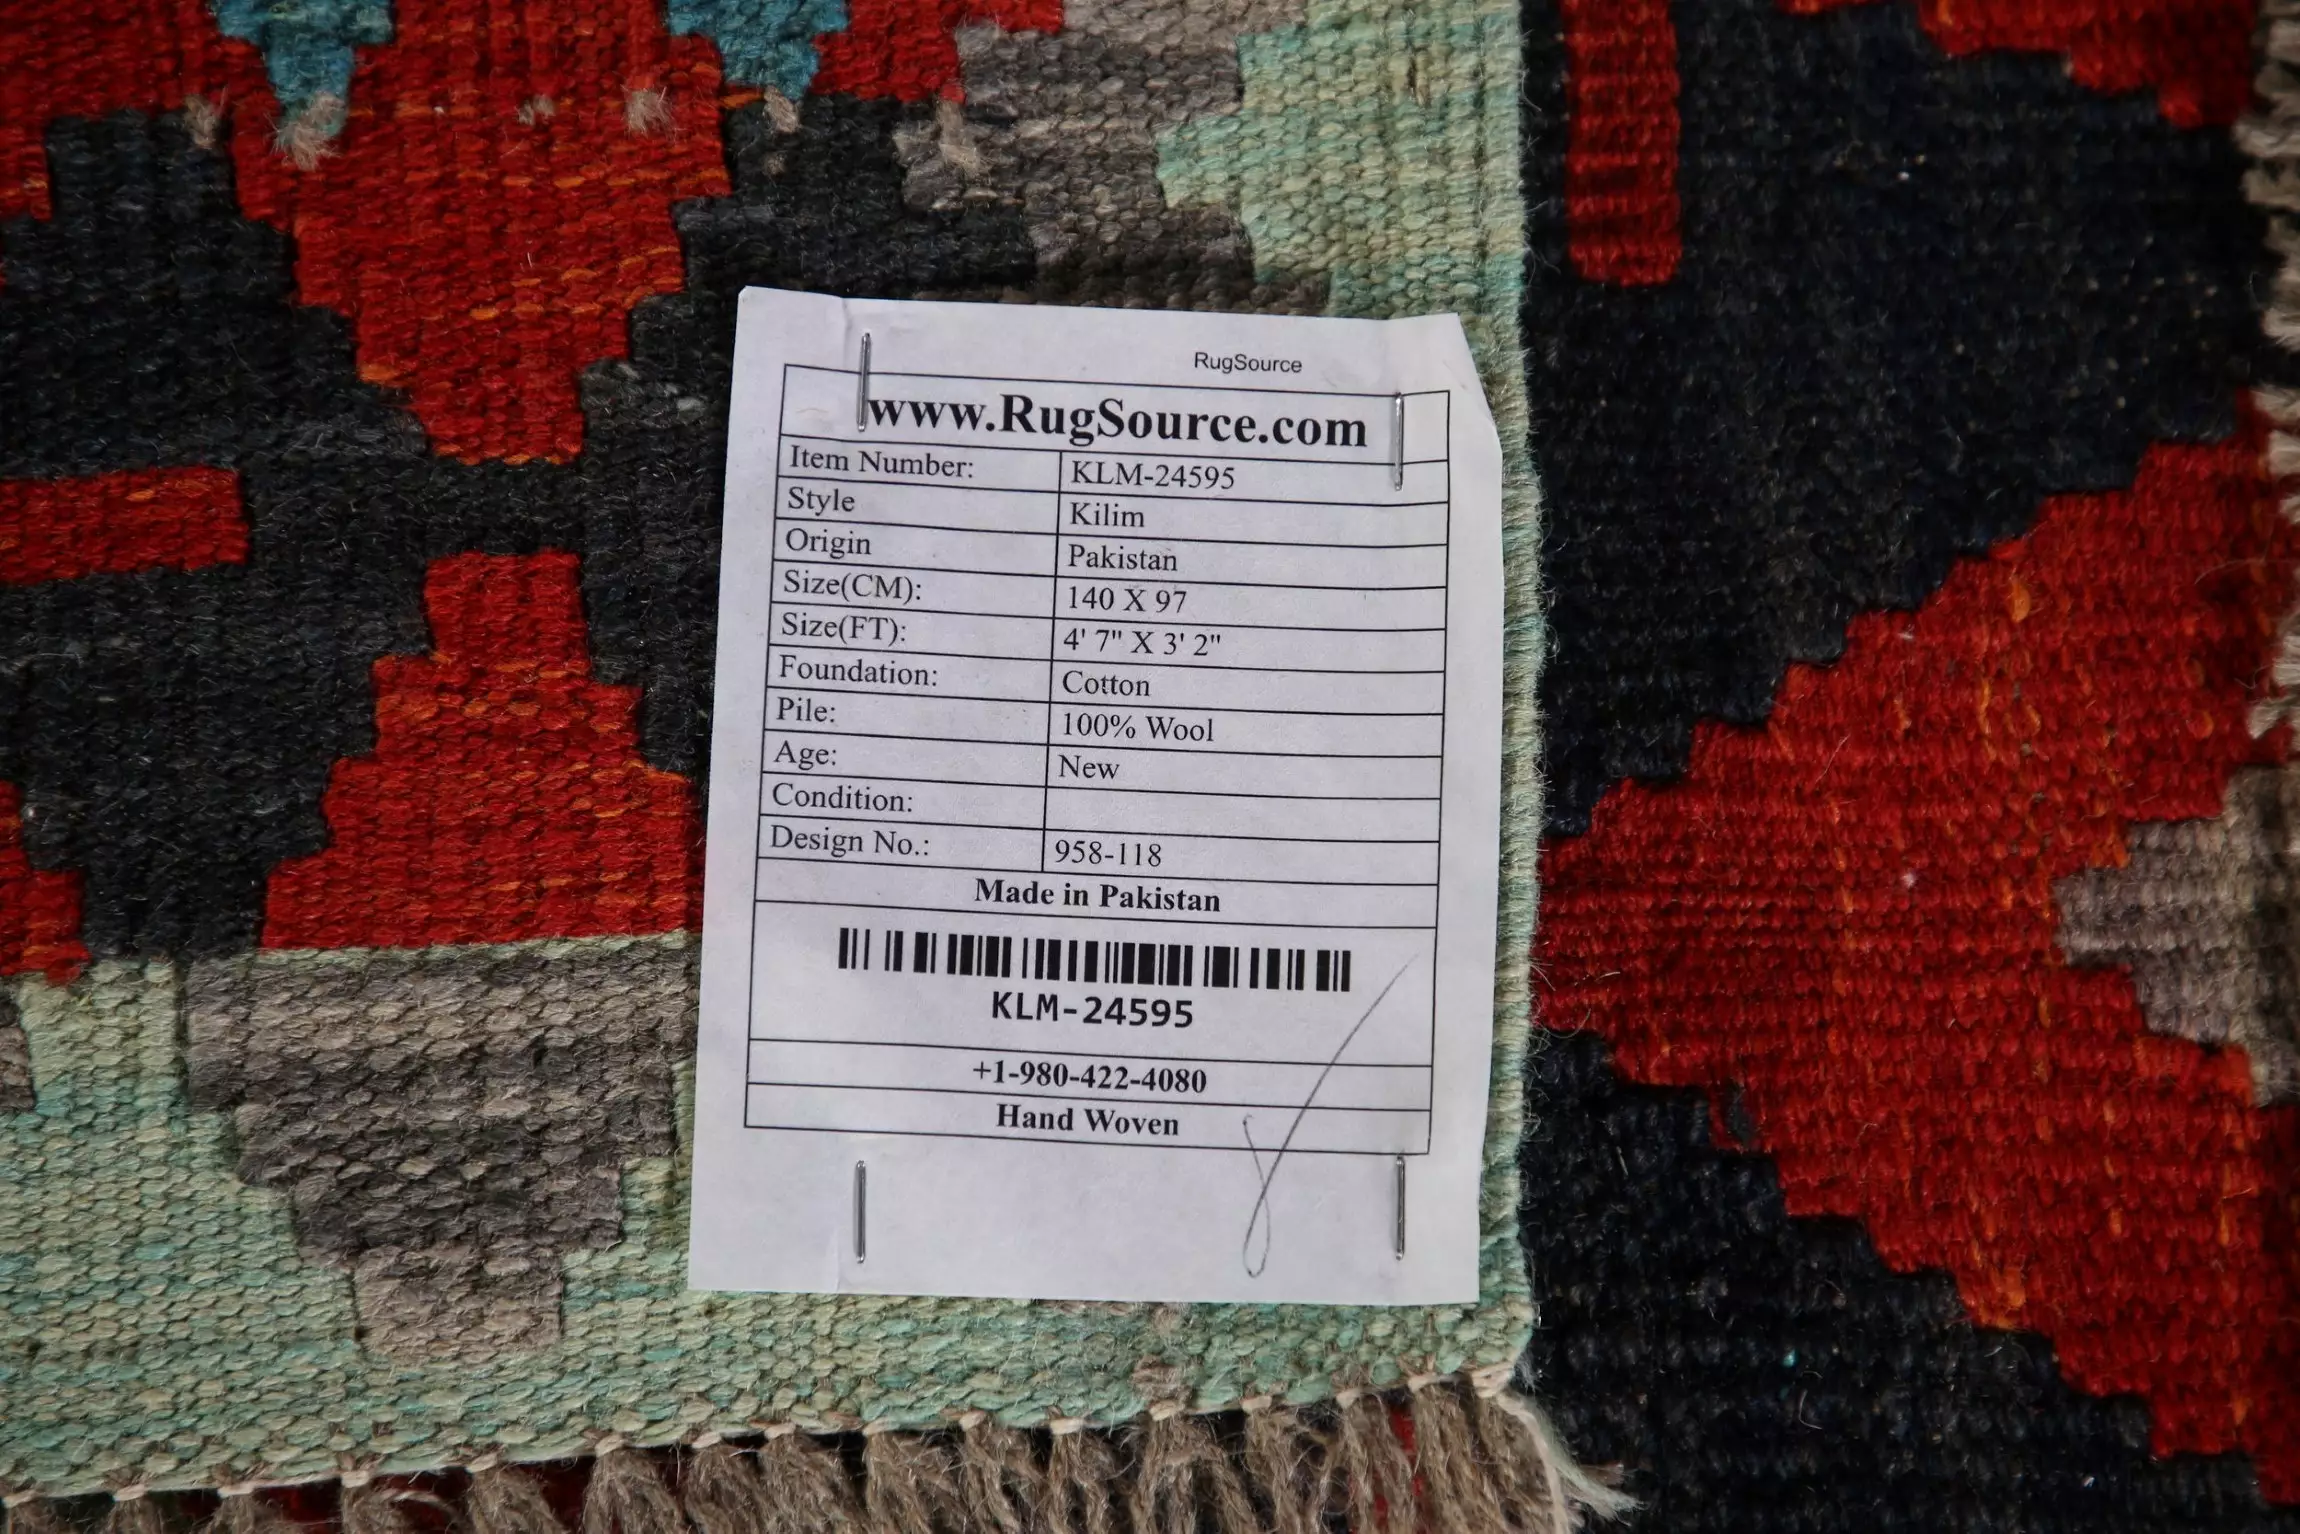 RugSource
www.RugSource.com
Item Number: KLM-24595
Style Kilim
Origin Pakistan
Size(CM): 140 X 97
Size(FT): 4' 7" X 3' 2"
Foundation: Cotton
Pile: 100% Wool
Age: New
Condition:
Design No.: 958-118
Made in Pakistan
KLM-24595
+1-980-422-4080
Hand Woven